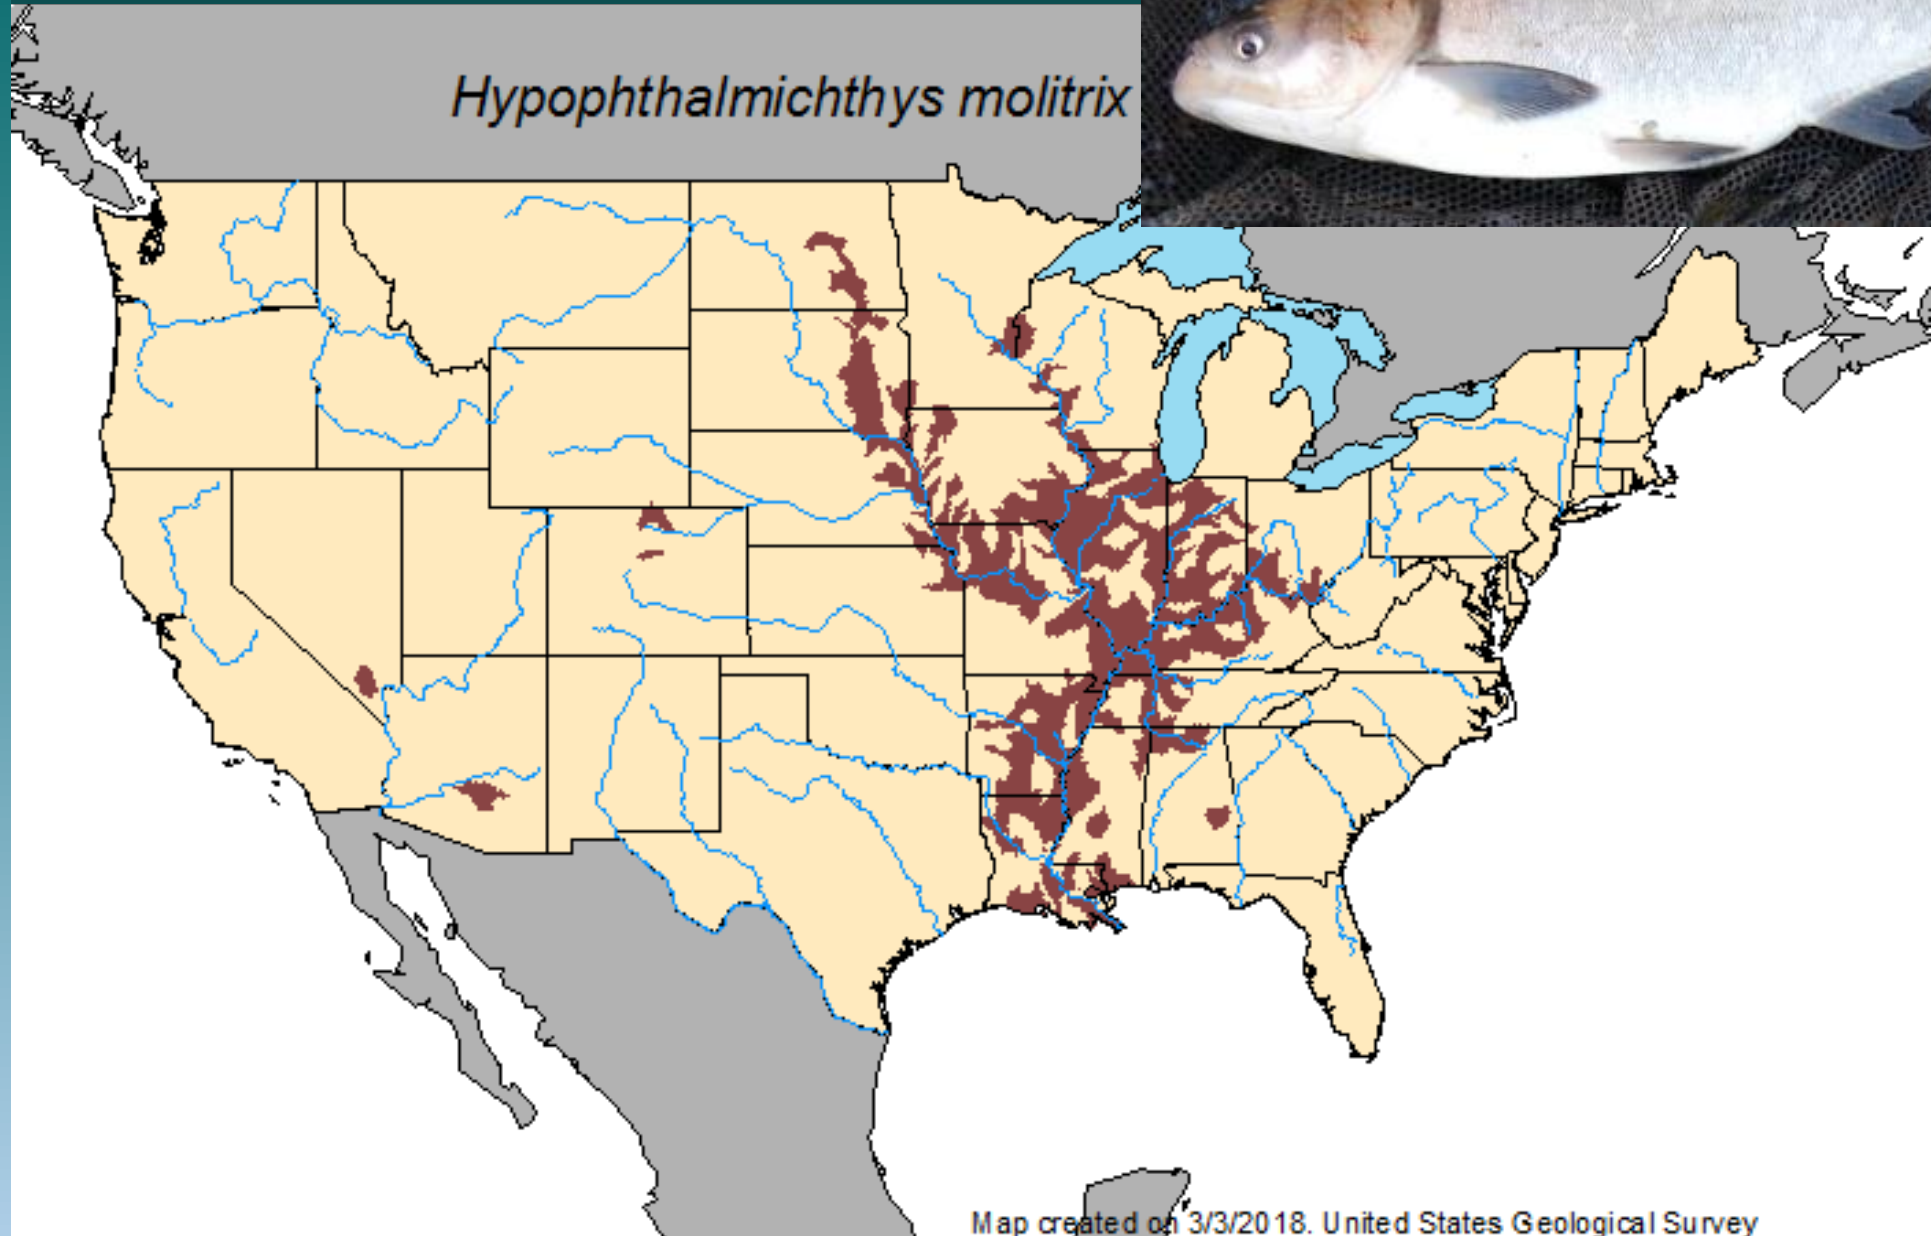 Hypophthalmichthys molitrix
Map created on 3/3/2018. United States Geological Survey